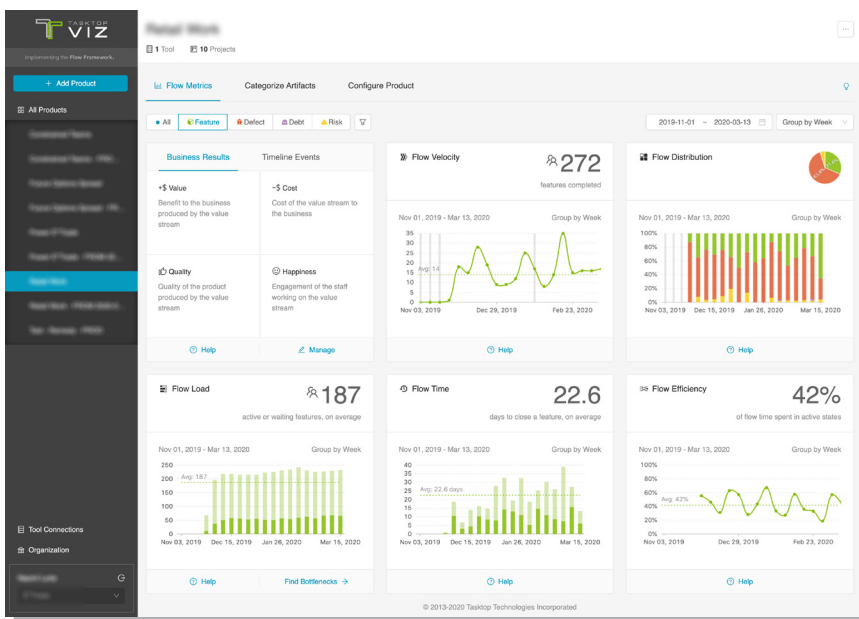 TASKTOP
VIZ
Implementing the Flow Framework.
+ Add Product
All Products
Tool Connections
Organization
1 Tool 10 Projects
Flow Metrics Categorize Artifacts Configure Product
All Feature Defect Debt Risk
2019-11-01 ~ 2020-03-13 Group by Week
Business Results Timeline Events
+$ Value
Benefit to the business
produced by the value
stream
~$ Cost
Cost of the value stream to
the business
Quality
Quality of the product
produced by the value
stream
Happiness
Engagement of the staff
working on the value
stream
Help Manage
Flow Velocity
272
features completed
Nov 01, 2019 - Mar 13, 2020 Group by Week
35
30
25
20
15
10
5
0
Avg: 14
Nov 03, 2019 Dec 29, 2019 Feb 23, 2020
Help
Flow Distribution
Nov 01, 2019 - Mar 13, 2020 Group by Week
100%
80%
60%
40%
20%
0%
Nov 03, 2019 Dec 15, 2019 Jan 26, 2020 Mar 15, 2020
Help
Flow Load
187
active or waiting features, on average
Nov 01, 2019 - Mar 13, 2020 Group by Week
250
200
150
100
50
0
Avg: 187
Nov 03, 2019 Dec 15, 2019 Jan 26, 2020 Mar 15, 2020
Help Find Bottlenecks →
Flow Time
22.6
days to close a feature, on average
Nov 01, 2019 - Mar 13, 2020 Group by Week
40
35
30
25
20
15
10
5
0
Avg: 22.6 days
Nov 03, 2019 Dec 15, 2019 Jan 26, 2020 Mar 15, 2020
Help
Flow Efficiency
42%
of flow time spent in active states
Nov 01, 2019 - Mar 13, 2020 Group by Week
100%
80%
60%
40%
20%
0%
Avg: 42%
Nov 03, 2019 Dec 29, 2019 Feb 23, 2020
Help
© 2013-2020 Tasktop Technologies Incorporated